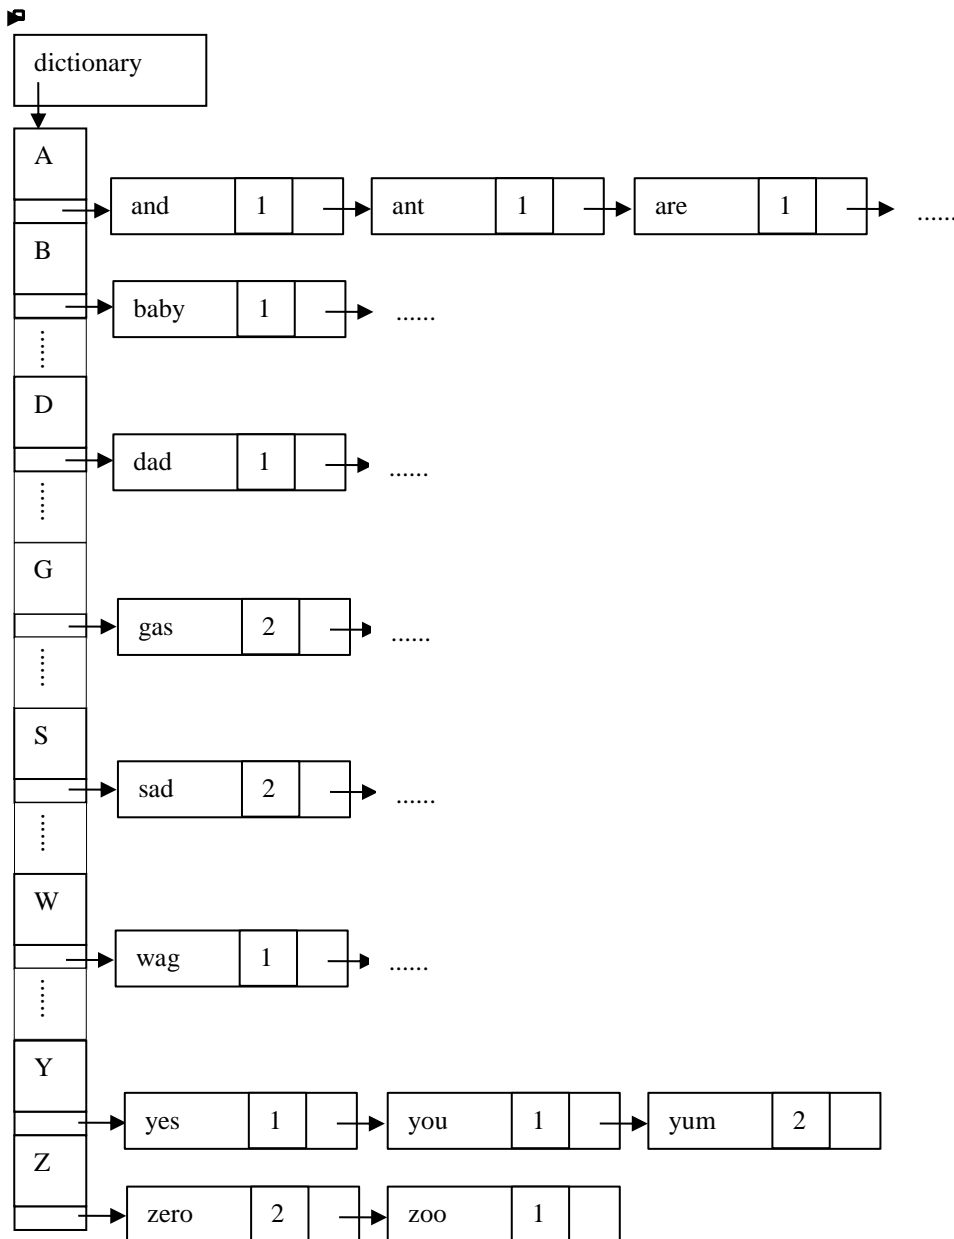 dictionary
A
and 1 ant 1 are 1 ......
B
baby 1 ......
......
D
dad 1 ......
......
G
gas 2 ......
......
S
sad 2 ......
......
W
wag 1 ......
......
Y
yes 1 you 1 yum 2
Z
zero 2 zoo 1